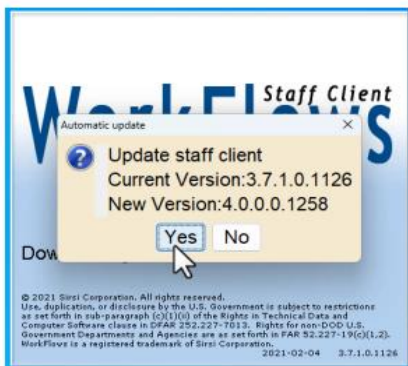 Staff Client
WorkFlows
Automatic update
Update staff client
Current Version:3.7.1.0.1126
New Version:4.0.0.0.1258
Yes No
Dow
© 2021 Sirsi Corporation. All rights reserved.
Use, duplication, or disclosure by the U.S. Government is subject to restrictions
as set forth in sub-paragraph (c)(1)(ii) of the Rights in Technical Data and
Computer Software clause in DFAR 252.227-7013. Rights for non-DOD U.S.
Government Departments and Agencies are as set forth in FAR 52.227-19(c)(1,2).
WorkFlows is a registered trademark of Sirsi Corporation.
2021-02-04 3.7.1.0.1126